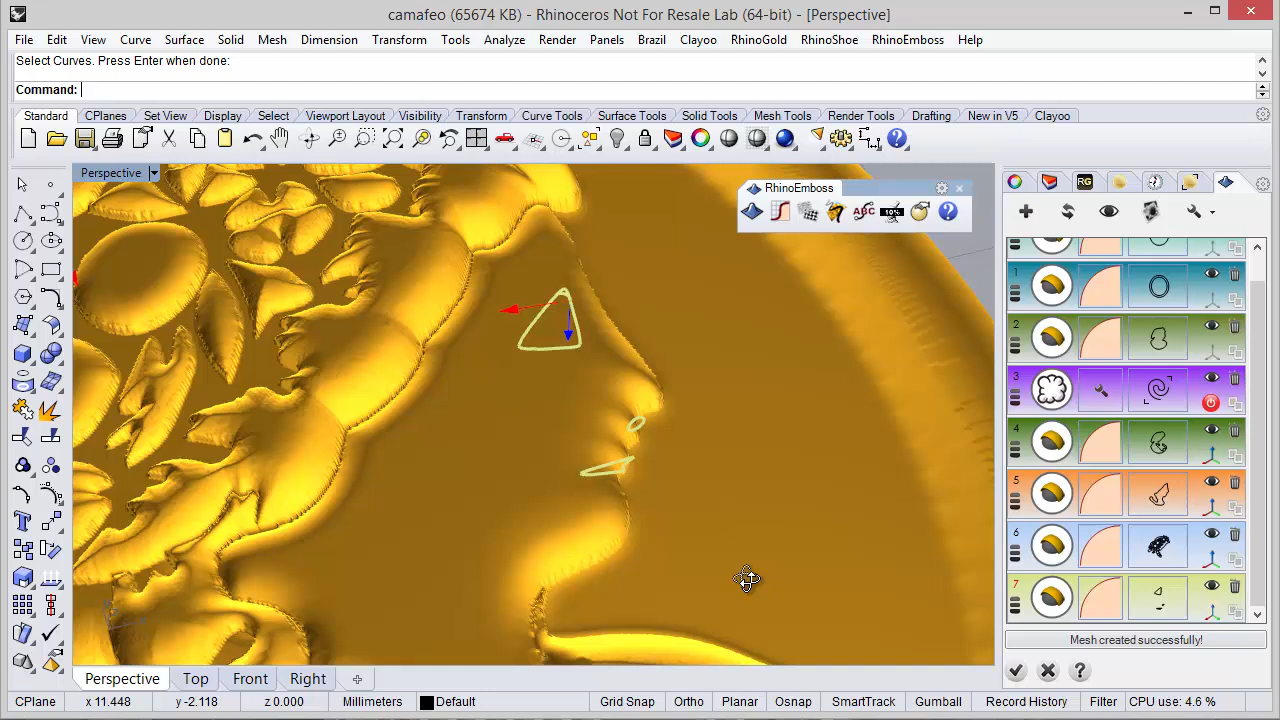 camafeo (65674 KB) - Rhinoceros Not For Resale Lab (64-bit) - [Perspective]
File Edit View Curve Surface Solid Mesh Dimension Transform Tools Analyze Render Panels Brazil Clayoo RhinoGold RhinoShoe RhinoEmboss Help
Select Curves. Press Enter when done:
Command:
Standard CPlanes Set View Display Select Viewport Layout Visibility Transform Curve Tools Surface Tools Solid Tools Mesh Tools Render Tools Drafting New in V5 Clayoo
Perspective
RhinoEmboss
ABC 10%
RG
1
2
3
4
5
6
7
Mesh created successfully!
Perspective Top Front Right
CPlane x 11.448 y -2.118 z 0.000 Millimeters Default Grid Snap Ortho Planar Osnap SmartTrack Gumball Record History Filter CPU use: 4.6 %